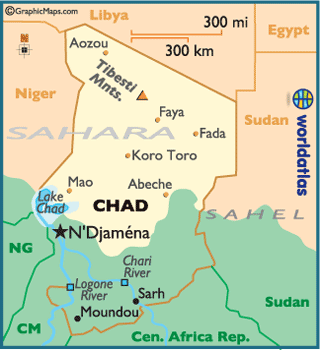 ©GraphicMaps.com
Libya
300 mi
300 km
Egypt
Aozou
Tibesti
Mnts.
Niger
Faya
SAHARA
Fada
Sudan
worldatlas
Koro Toro
Mao
Abeche
Lake
Chad
CHAD
SAHEL
N'Djaména
NG
Chari
River
Logone
River
Sarh
Sudan
Moundou
CM
Cen. Africa Rep.